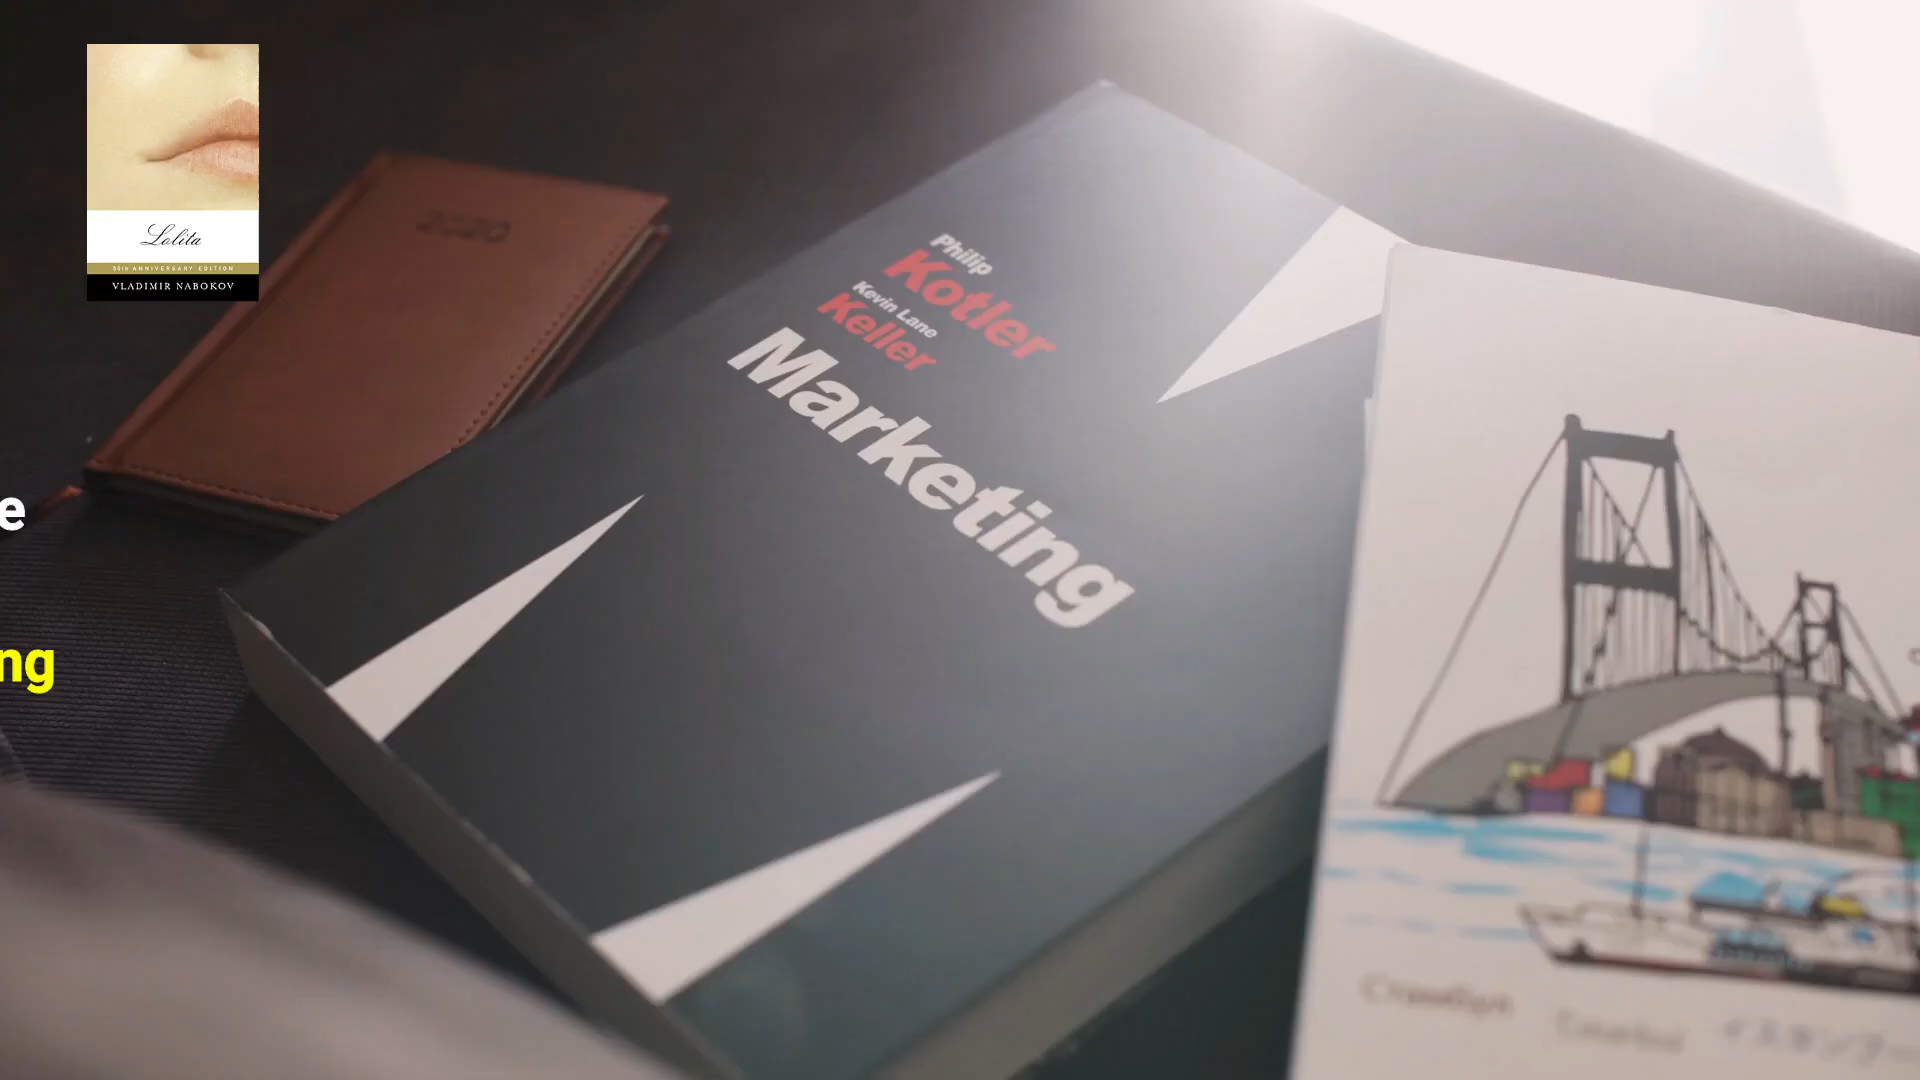 Lolita
50th ANNIVERSARY EDITION
VLADIMIR NABOKOV
2020
Philip
Kotler
Kevin Lane
Keller
Marketing
e
ng